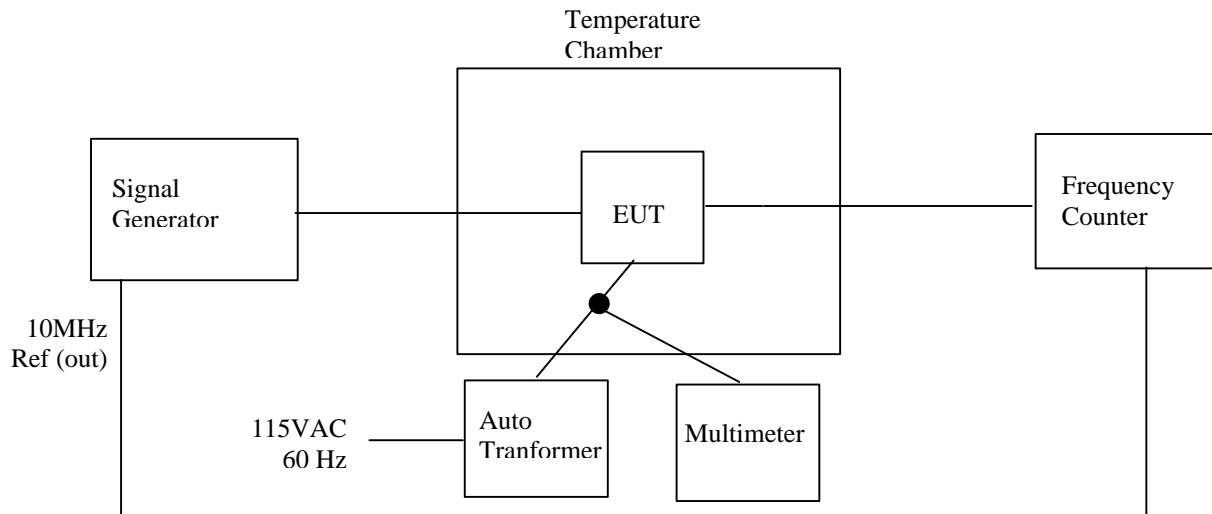 Temperature
Chamber
Signal
Generator
EUT
Frequency
Counter
10MHz
Ref (out)
115VAC
60 Hz
Auto
Tranformer
Multimeter